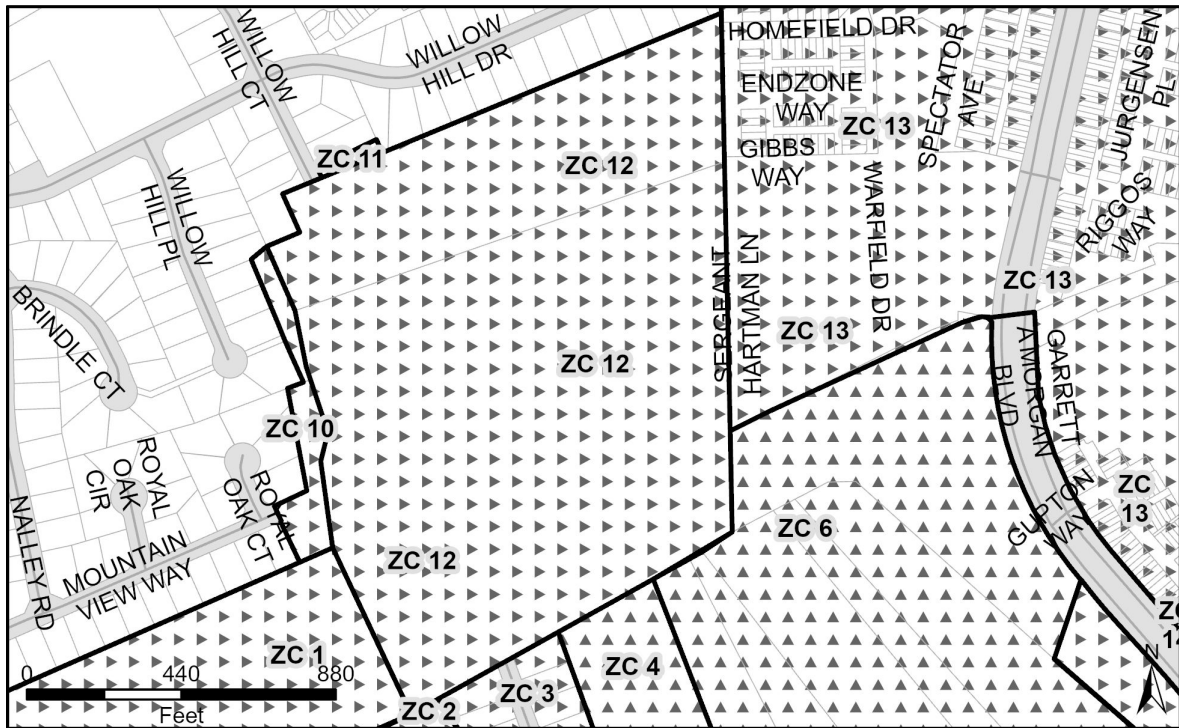 WILLOW
HILL CT
WILLOW
HILL DR
HOMEFIELD DR
ENDZONE
WAY
GIBBS
WAY
ZC 13
SPECTATOR
AVE
JURGENSEN
PL
RIGGOS
WAY
WARFIELD DR
ZC 11
ZC 12
WILLOW
HILL PL
BRINDLE CT
SERGEANT
HARTMAN LN
ZC 13
ZC 13
ZC 12
GARRETT
A MORGAN
BLVD
ZC 10
ROYAL
OAK
CIR
ROYAL
OAK CT
NALLEY RD
MOUNTAIN
VIEW WAY
ZC 12
ZC 6
GUPTON
WAY
ZC
13
ZC
14
ZC 1
ZC 2
ZC 3
ZC 4
0 440 880
Feet
N